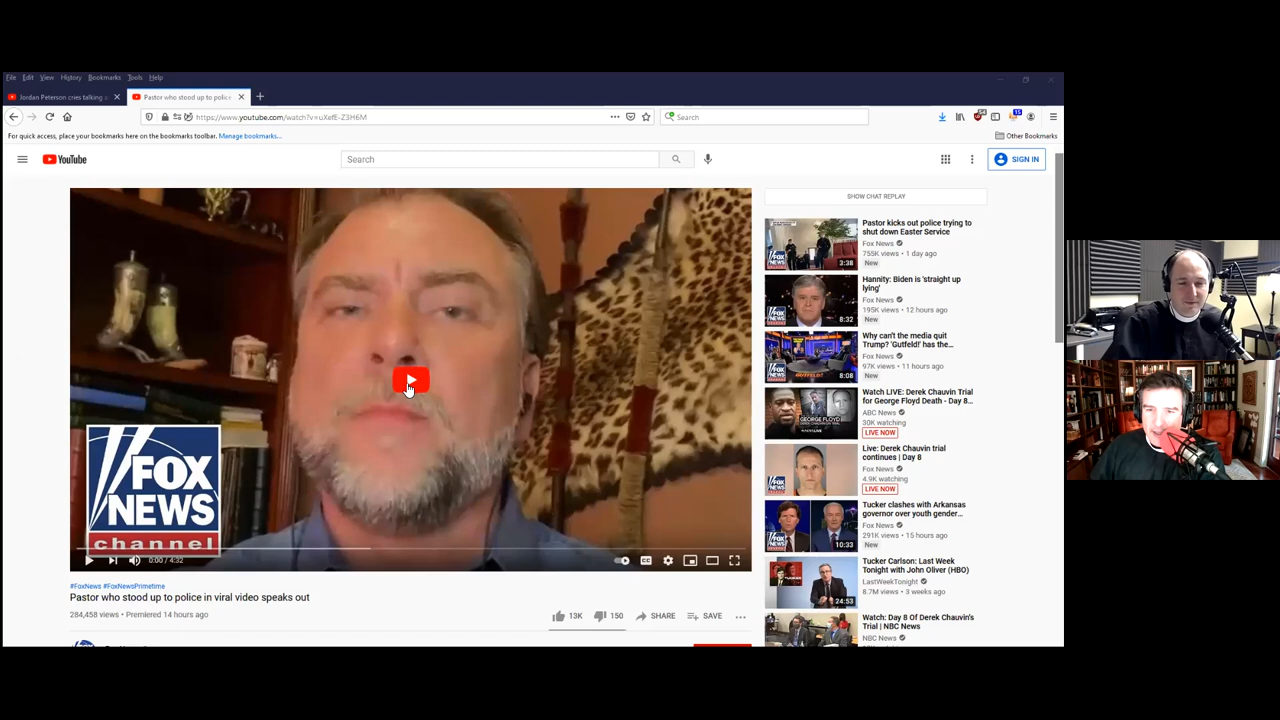 File Edit View History Bookmarks Tools Help
Jordan Peterson cries talking a
Pastor who stood up to police
https://www.youtube.com/watch?v=uXefE-Z3H6M
Search
For quick access, place your bookmarks here on the bookmarks toolbar. Manage bookmarks...
Other Bookmarks
YouTube
Search
SIGN IN
FOX
NEWS
channel
0:00 / 4:32
CC
#FoxNews #FoxNewsPrimetime
Pastor who stood up to police in viral video speaks out
284,458 views • Premiered 14 hours ago
13K
150
SHARE
SAVE
SHOW CHAT REPLAY
Pastor kicks out police trying to
shut down Easter Service
Fox News
755K views • 1 day ago
New
3:38
Hannity: Biden is 'straight up
lying'
Fox News
195K views • 12 hours ago
New
8:32
Why can't the media quit
Trump? 'Gutfeld!' has the...
Fox News
97K views • 11 hours ago
New
8:08
Watch LIVE: Derek Chauvin Trial
for George Floyd Death - Day 8...
ABC News
30K watching
LIVE NOW
GEORGE FLOYD
Live: Derek Chauvin trial
continues | Day 8
Fox News
4.9K watching
LIVE NOW
Tucker clashes with Arkansas
governor over youth gender...
Fox News
291K views • 15 hours ago
New
10:33
Tucker Carlson: Last Week
Tonight with John Oliver (HBO)
LastWeekTonight
8.7M views • 3 weeks ago
24:53
Watch: Day 8 Of Derek Chauvin's
Trial | NBC News
NBC News